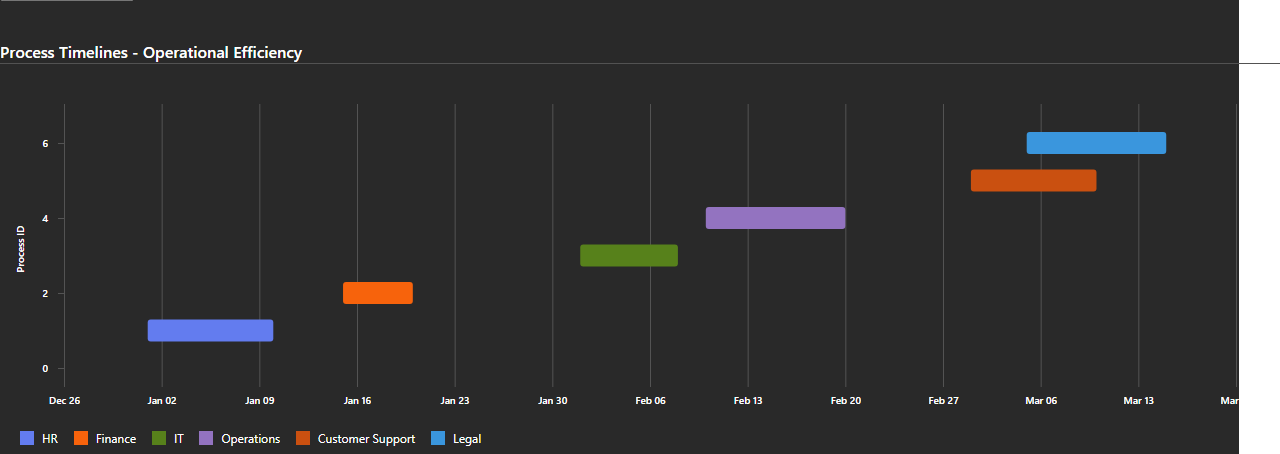 Process Timelines - Operational Efficiency
6
4
2
0
Process ID
Dec 26 Jan 02 Jan 09 Jan 16 Jan 23 Jan 30 Feb 06 Feb 13 Feb 20 Feb 27 Mar 06 Mar 13 Mar
HR Finance IT Operations Customer Support Legal